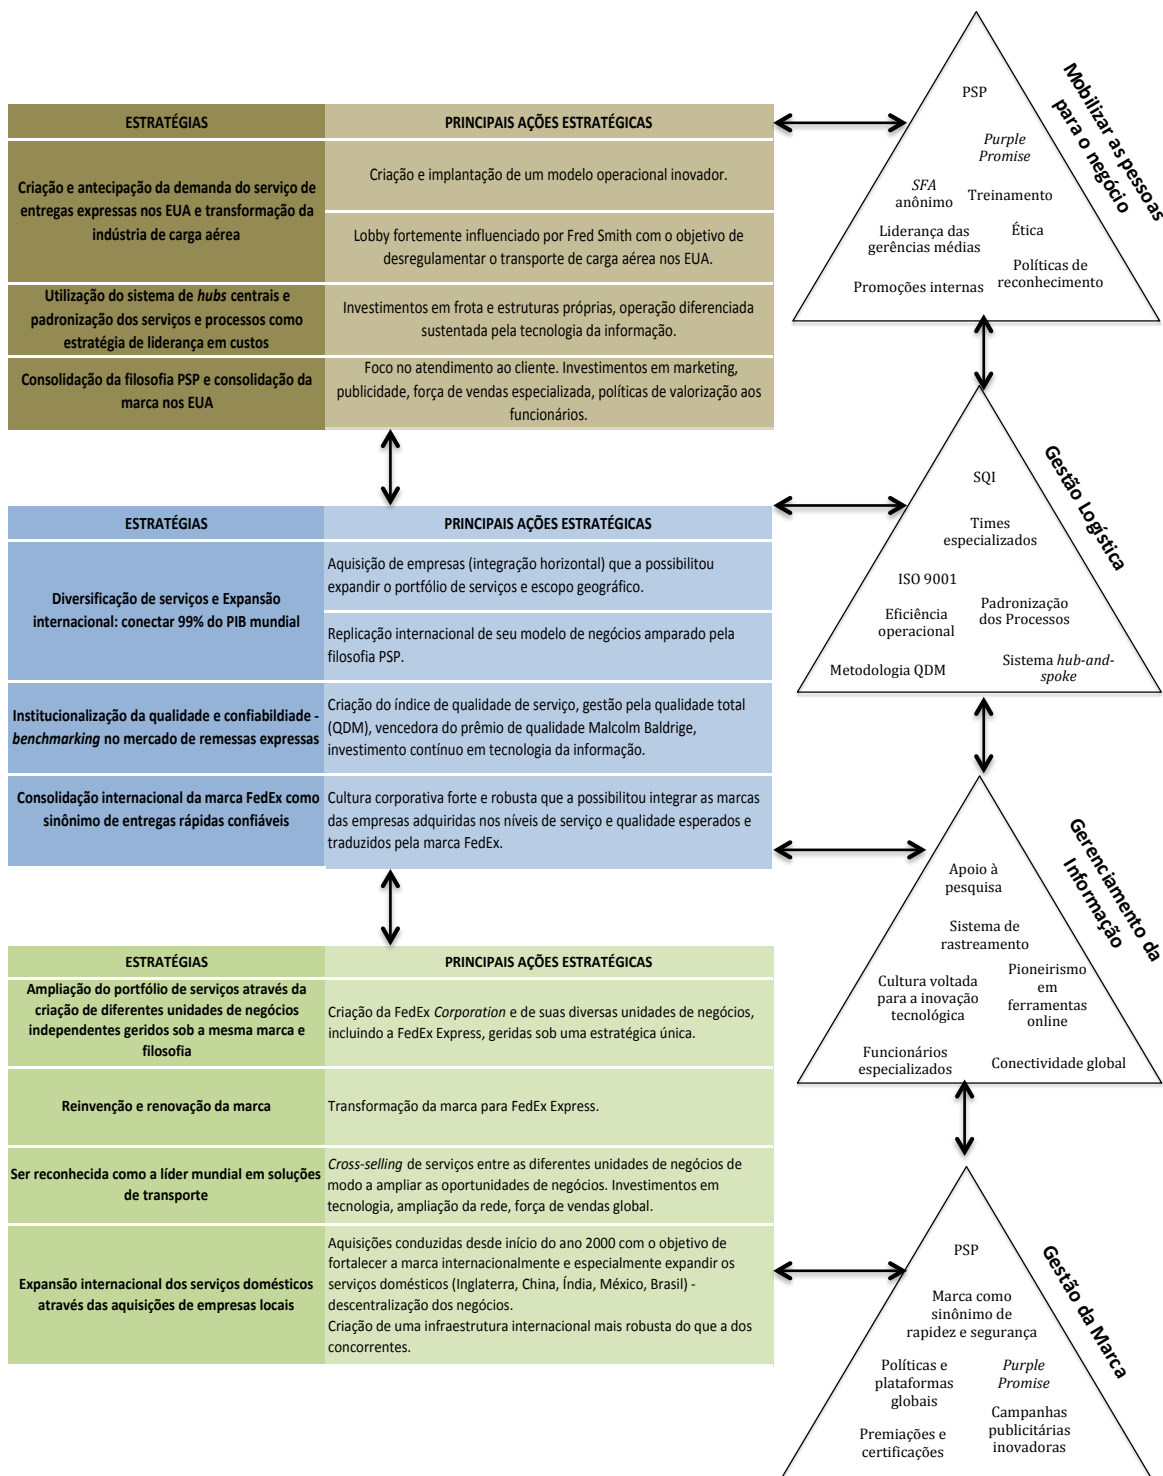 ESTRATÉGIAS
PRINCIPAIS AÇÕES ESTRATÉGICAS
Criação e antecipação da demanda do serviço de
entregas expressas nos EUA e transformação da
indústria de carga aérea
Criação e implantação de um modelo operacional inovador.
Lobby fortemente influenciado por Fred Smith com o objetivo de
desregulamentar o transporte de carga aérea nos EUA.
Utilização do sistema de hubs centrais e
padronização dos serviços e processos como
estratégia de liderança em custos
Investimentos em frota e estruturas próprias, operação diferenciada
sustentada pela tecnologia da informação.
Consolidação da filosofia PSP e consolidação da
marca nos EUA
Foco no atendimento ao cliente. Investimentos em marketing,
publicidade, força de vendas especializada, políticas de valorização aos
funcionários.
ESTRATÉGIAS
PRINCIPAIS AÇÕES ESTRATÉGICAS
Diversificação de serviços e Expansão
internacional: conectar 99% do PIB mundial
Aquisição de empresas (integração horizontal) que a possibilitou
expandir o portfólio de serviços e escopo geográfico.
Replicação internacional de seu modelo de negócios amparado pela
filosofia PSP.
Institucionalização da qualidade e confiabildiade -
benchmarking no mercado de remessas expressas
Criação do índice de qualidade de serviço, gestão pela qualidade total
(QDM), vencedora do prêmio de qualidade Malcolm Baldrige,
investimento contínuo em tecnologia da informação.
Consolidação internacional da marca FedEx como
sinônimo de entregas rápidas confiáveis
Cultura corporativa forte e robusta que a possibilitou integrar as marcas
das empresas adquiridas nos níveis de serviço e qualidade esperados e
traduzidos pela marca FedEx.
ESTRATÉGIAS
PRINCIPAIS AÇÕES ESTRATÉGICAS
Ampliação do portfólio de serviços através da
criação de diferentes unidades de negócios
independentes geridos sob a mesma marca e
filosofia
Criação da FedEx Corporation e de suas diversas unidades de negócios,
incluindo a FedEx Express, geridas sob uma estratégica única.
Reinvenção e renovação da marca
Transformação da marca para FedEx Express.
Ser reconhecida como a líder mundial em soluções
de transporte
Cross-selling de serviços entre as diferentes unidades de negócios de
modo a ampliar as oportunidades de negócios. Investimentos em
tecnologia, ampliação da rede, força de vendas global.
Expansão internacional dos serviços domésticos
através das aquisições de empresas locais
Aquisições conduzidas desde início do ano 2000 com o objetivo de
fortalecer a marca internacionalmente e especialmente expandir os
serviços domésticos (Inglaterra, China, Índia, México, Brasil) -
descentralização dos negócios.
Criação de uma infraestrutura internacional mais robusta do que a dos
concorrentes.
Mobilizar as pessoas
para o negócio
PSP
Purple
Promise
SFA
anônimo
Treinamento
Liderança das
gerências médias
Ética
Políticas de
reconhecimento
Promoções internas
Gestão Logística
SQI
Times
especializados
ISO 9001
Eficiência
operacional
Padronização
dos Processos
Metodologia QDM
Sistema hub-and-
spoke
Gerenciamento da
Informação
Apoio à
pesquisa
Sistema de
rastreamento
Cultura voltada
para a inovação
tecnológica
Pioneirismo
em
ferramentas
online
Funcionários
especializados
Conectividade global
Gestão da Marca
PSP
Marca como
sinônimo de
rapidez e segurança
Políticas e
plataformas
globais
Purple
Promise
Campanhas
publicitárias
inovadoras
Premiações e
certificações